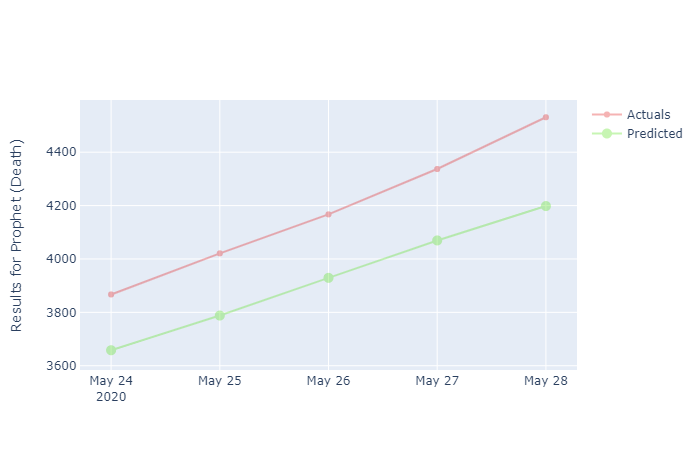 Results for Prophet (Death)
4400
4200
4000
3800
3600
May 24
2020
May 25
May 26
May 27
May 28
Actuals
Predicted